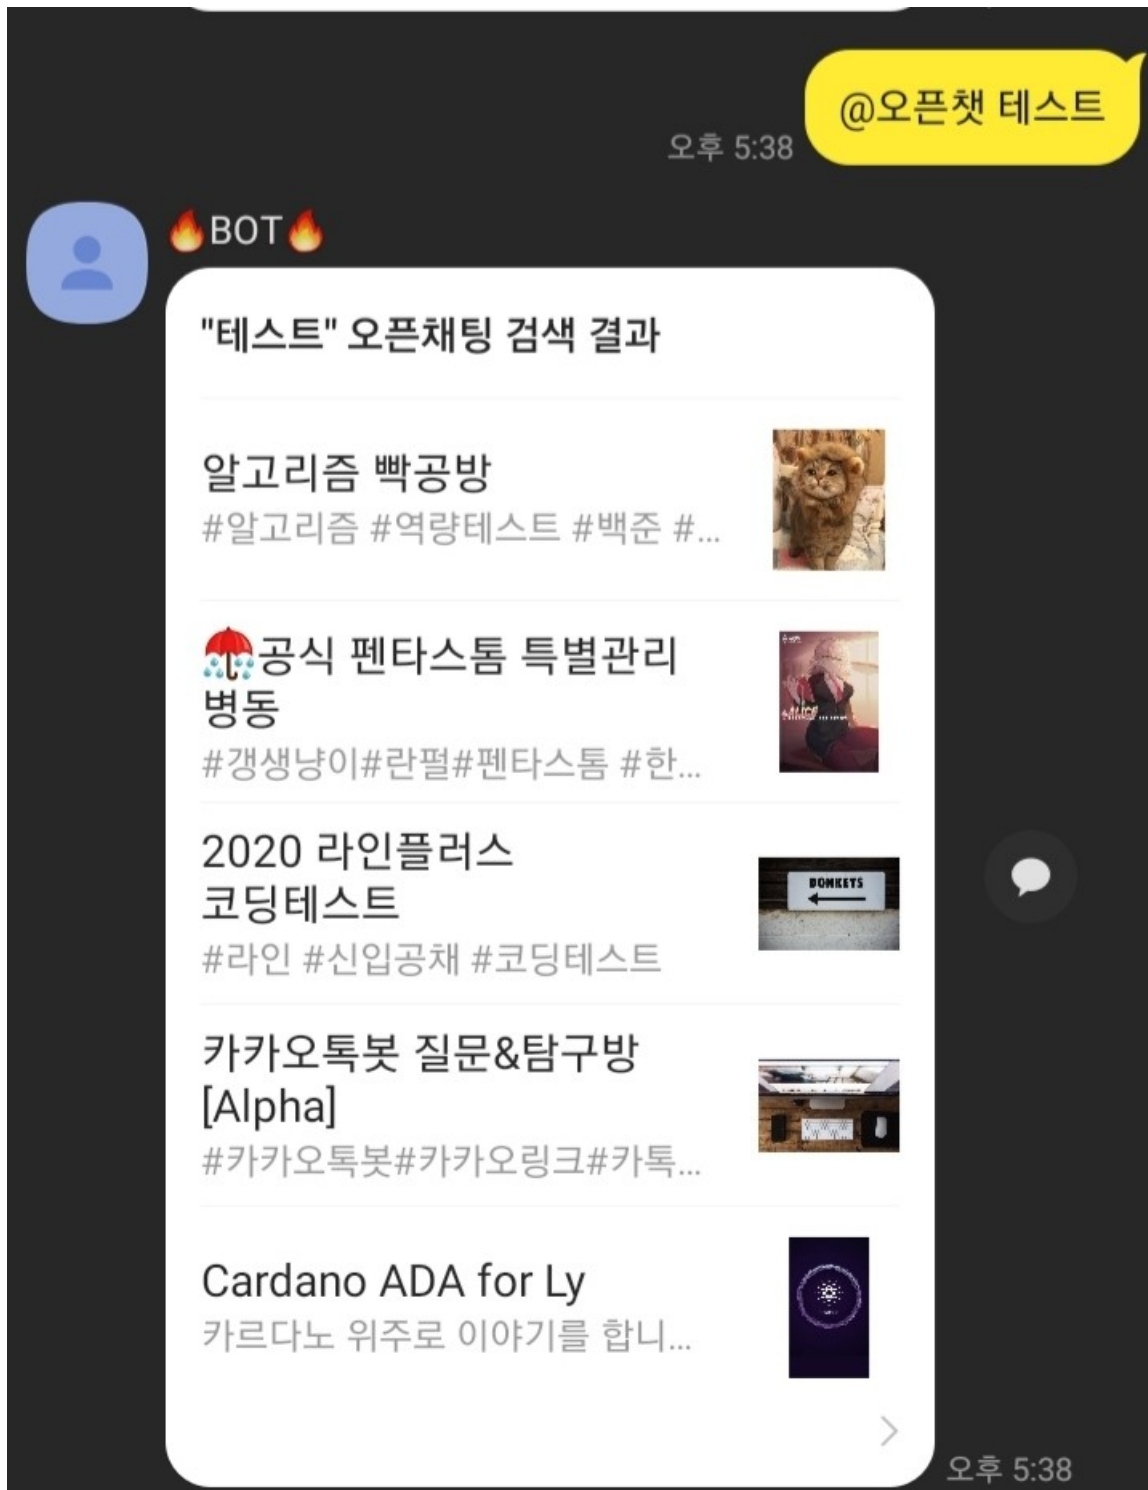 @오픈챗 테스트
오후 5:38
🔥BOT🔥
"테스트" 오픈채팅 검색 결과
알고리즘 빡공방
#알고리즘 #역량테스트 #백준 #...
☔공식 펜타스톰 특별관리
병동
#갱생냥이#란펄#펜타스톰 #한...
2020 라인플러스
코딩테스트
#라인 #신입공채 #코딩테스트
DONKEYS
카카오톡봇 질문&탐구방
[Alpha]
#카카오톡봇#카카오링크#카톡...
Cardano ADA for Ly
카르다노 위주로 이야기를 합니...
오후 5:38